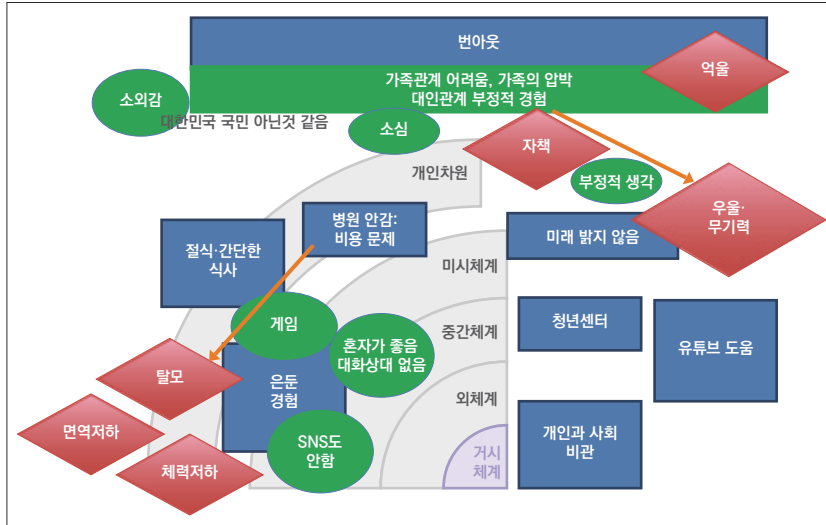 번아웃
억울
가족관계 어려움, 가족의 압박
대인관계 부정적 경험
소외감
대한민국 국민 아닌것 같음
소심
자책
개인차원
부정적 생각
우울·
무기력
병원 안감:
비용 문제
미래 밝지 않음
절식·간단한
식사
미시체계
게임
청년센터
중간체계
혼자가 좋음
대화상대 없음
유튜브 도움
탈모
은둔
경험
외체계
면역저하
SNS도
안함
개인과 사회
비관
거시
체계
체력저하